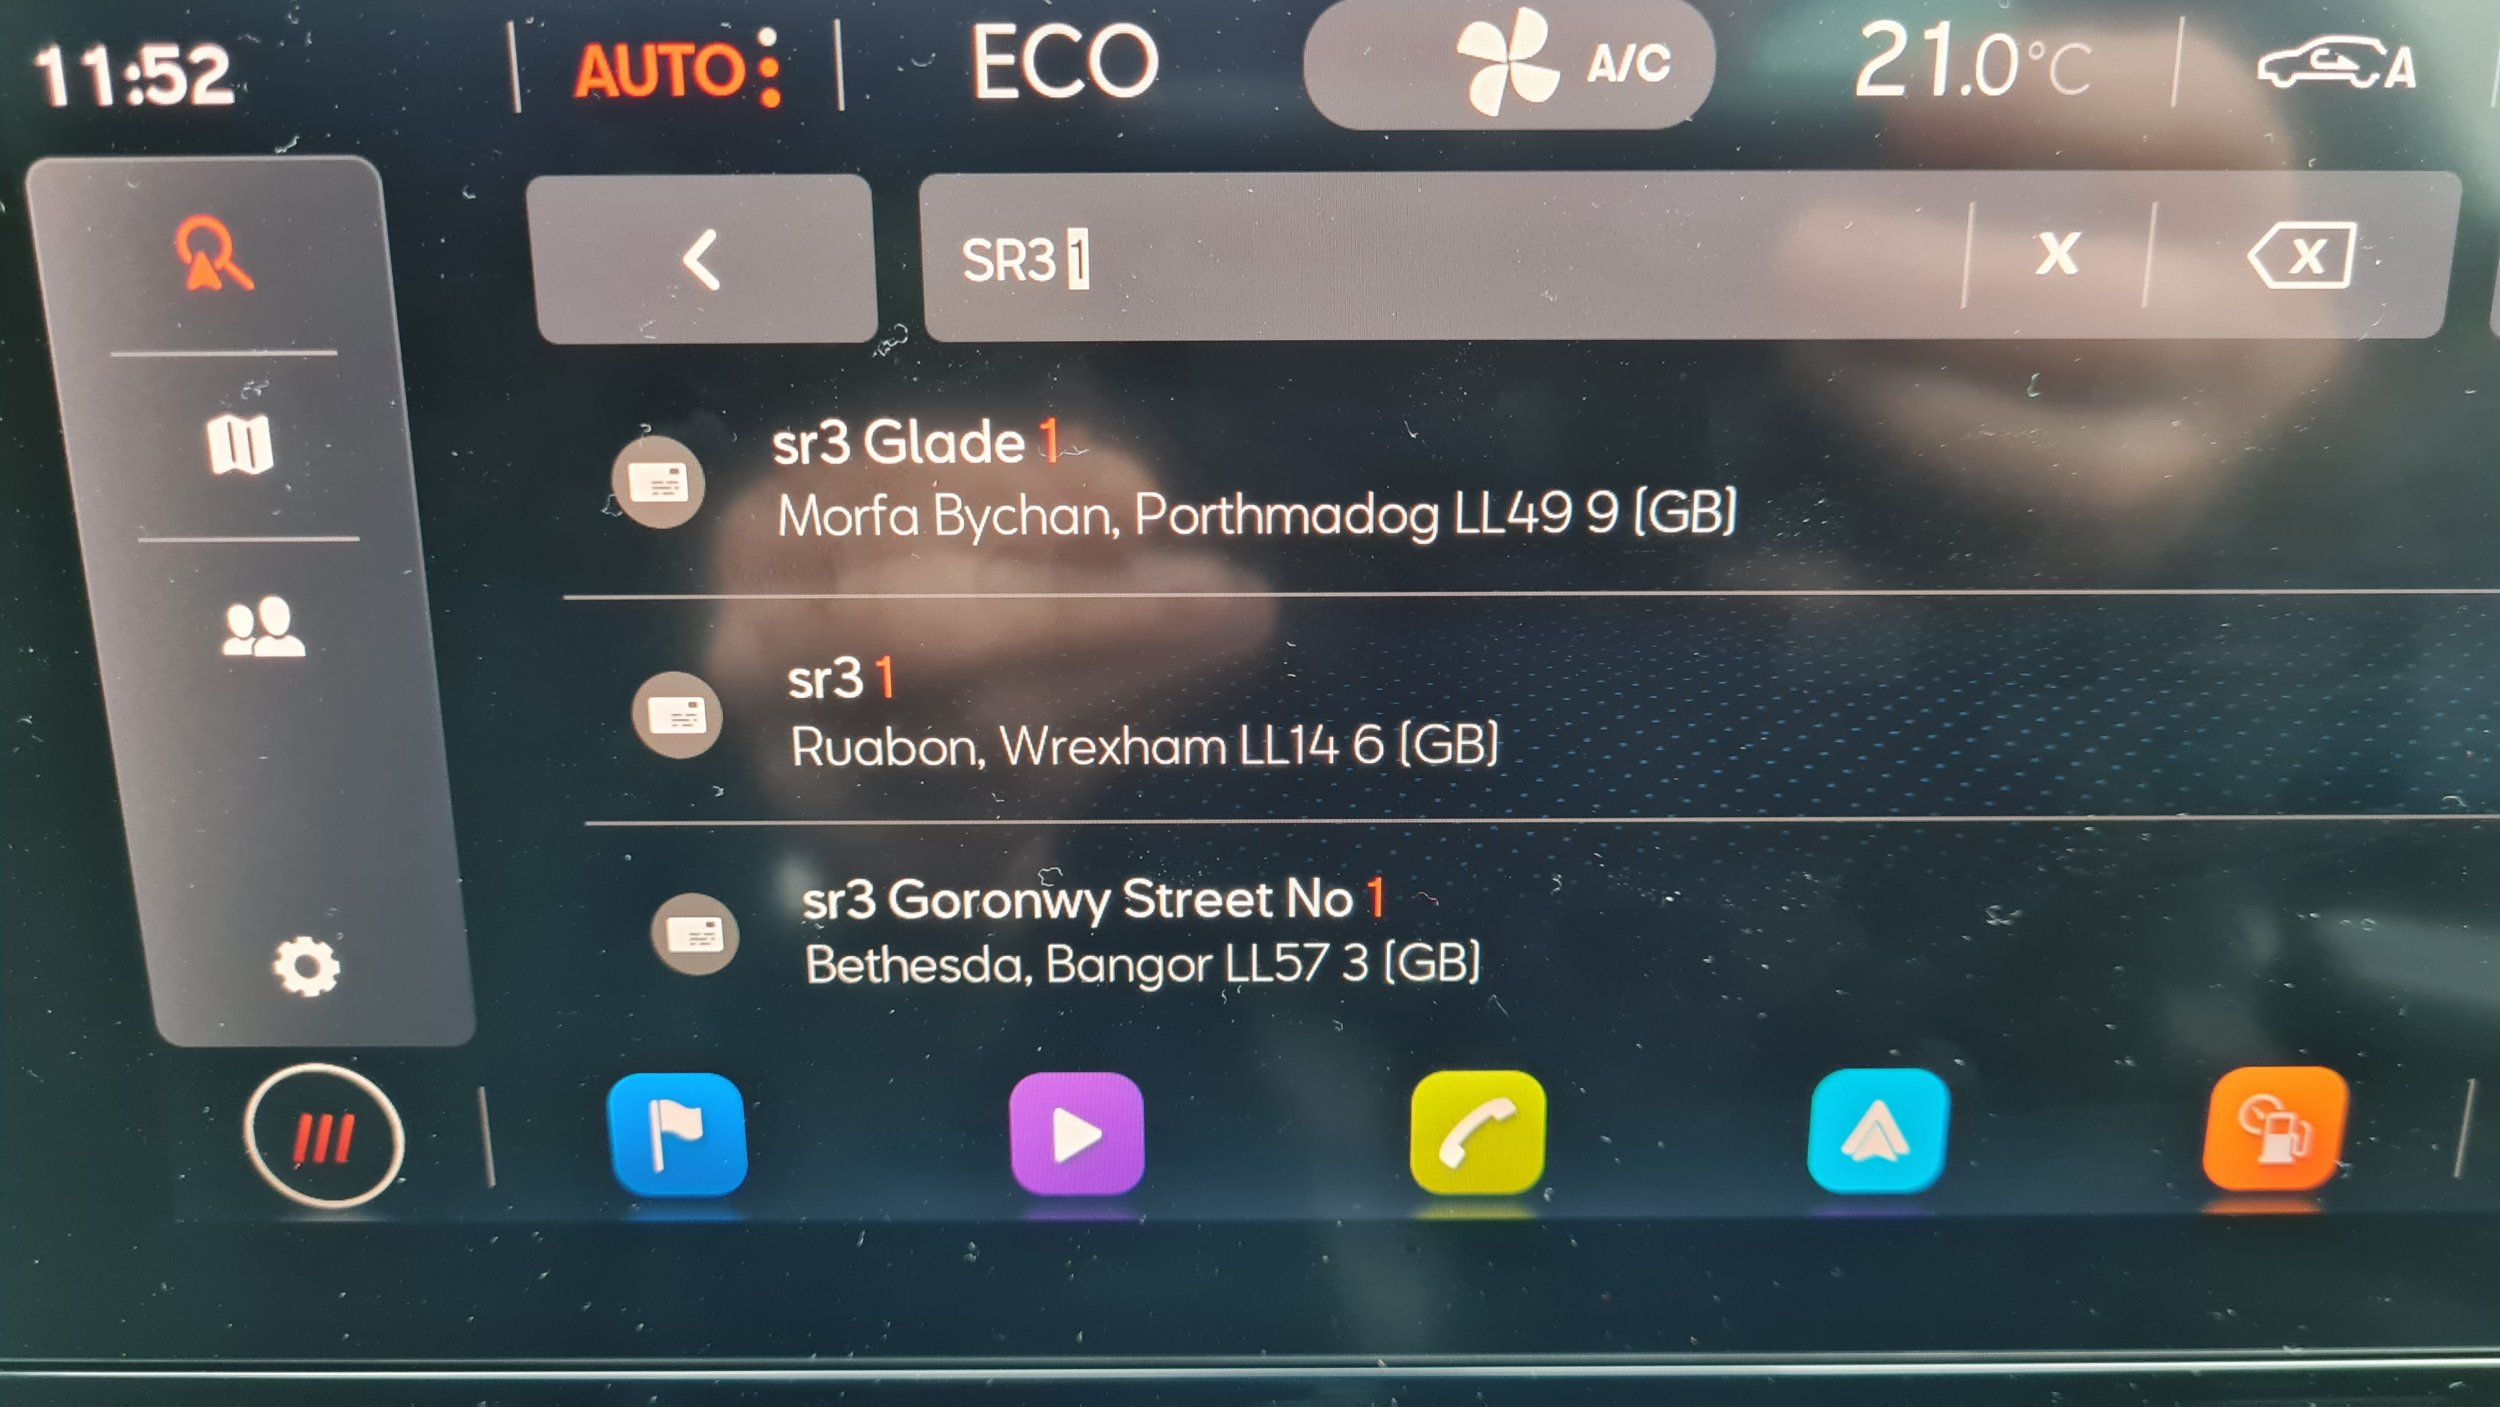 11:52 AUTO ECO A/C 21.0°C A
SR3 1 X X
sr3 Glade 1
Morfa Bychan, Porthmadog LL49 9 (GB)
sr3 1
Ruabon, Wrexham LL14 6 (GB)
sr3 Goronwy Street No 1
Bethesda, Bangor LL57 3 (GB)